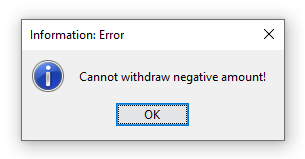 Information: Error
Cannot withdraw negative amount!
OK